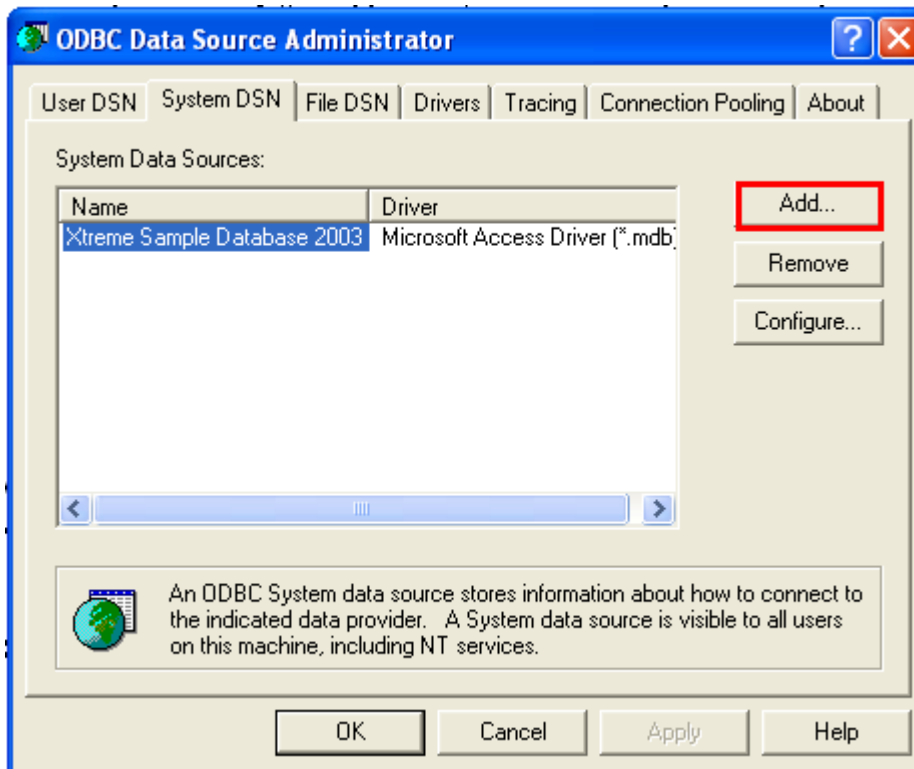 ODBC Data Source Administrator
User DSN System DSN File DSN Drivers Tracing Connection Pooling About
System Data Sources:
Name Driver
Xtreme Sample Database 2003 Microsoft Access Driver (*.mdb)
Add...
Remove
Configure...
An ODBC System data source stores information about how to connect to
the indicated data provider. A System data source is visible to all users
on this machine, including NT services.
OK Cancel Apply Help